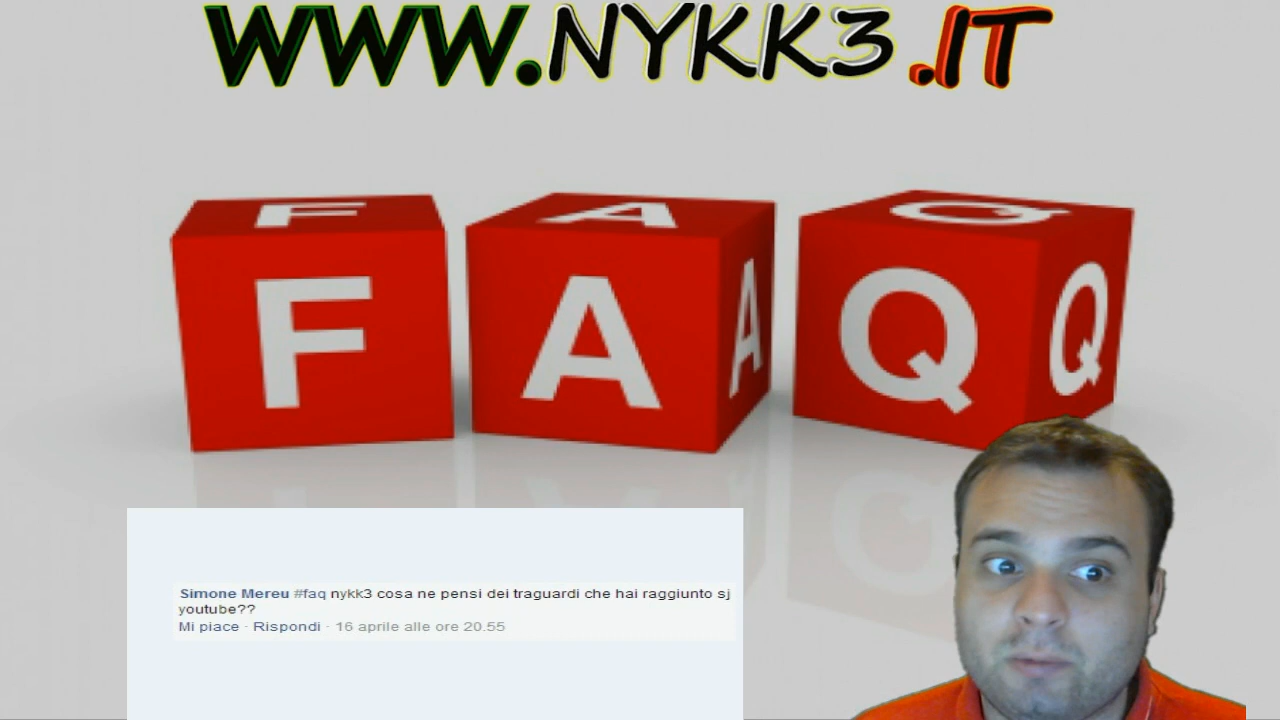 WWW.NYKK3.IT
F A Q
F A A Q Q
Simone Mereu #faq nykk3 cosa ne pensi dei traguardi che hai raggiunto sj
youtube??
Mi piace · Rispondi · 16 aprile alle ore 20.55